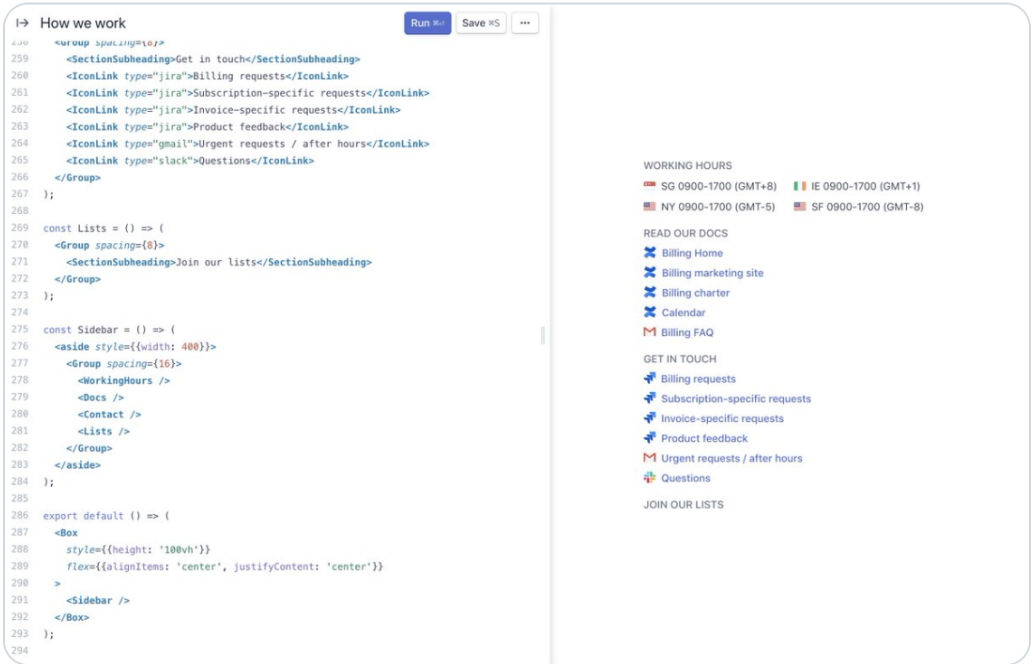 How we work
Run ⌘⏎
Save ⌘S
...
258 <Group spacing={8}>
259 <SectionSubheading>Get in touch</SectionSubheading>
260 <IconLink type="jira">Billing requests</IconLink>
261 <IconLink type="jira">Subscription-specific requests</IconLink>
262 <IconLink type="jira">Invoice-specific requests</IconLink>
263 <IconLink type="jira">Product feedback</IconLink>
264 <IconLink type="gmail">Urgent requests / after hours</IconLink>
265 <IconLink type="slack">Questions</IconLink>
266 </Group>
267 );
268
269 const Lists = () => (
270 <Group spacing={8}>
271 <SectionSubheading>Join our lists</SectionSubheading>
272 </Group>
273 );
274
275 const Sidebar = () => (
276 <aside style={{width: 400}}>
277 <Group spacing={16}>
278 <WorkingHours />
279 <Docs />
280 <Contact />
281 <Lists />
282 </Group>
283 </aside>
284 );
285
286 export default () => (
287 <Box
288 style={{height: '100vh'}}
289 flex={{alignItems: 'center', justifyContent: 'center'}}
290 >
291 <Sidebar />
292 </Box>
293 );
294
WORKING HOURS
SG 0900-1700 (GMT+8) IE 0900-1700 (GMT+1)
NY 0900-1700 (GMT-5) SF 0900-1700 (GMT-8)
READ OUR DOCS
Billing Home
Billing marketing site
Billing charter
Calendar
Billing FAQ
GET IN TOUCH
Billing requests
Subscription-specific requests
Invoice-specific requests
Product feedback
Urgent requests / after hours
Questions
JOIN OUR LISTS